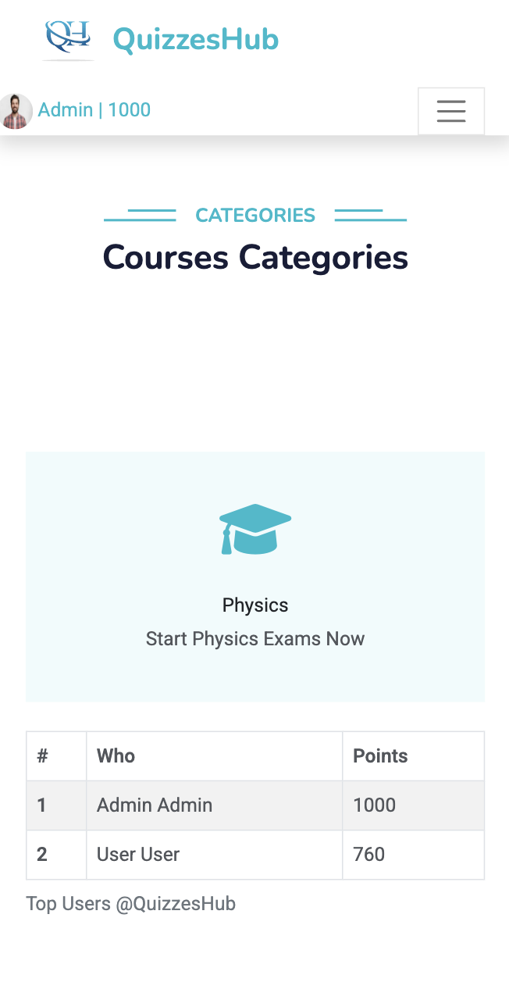 QH QuizzesHub
Admin | 1000
CATEGORIES
Courses Categories
Physics
Start Physics Exams Now
# Who Points
1 Admin Admin 1000
2 User User 760
Top Users @QuizzesHub